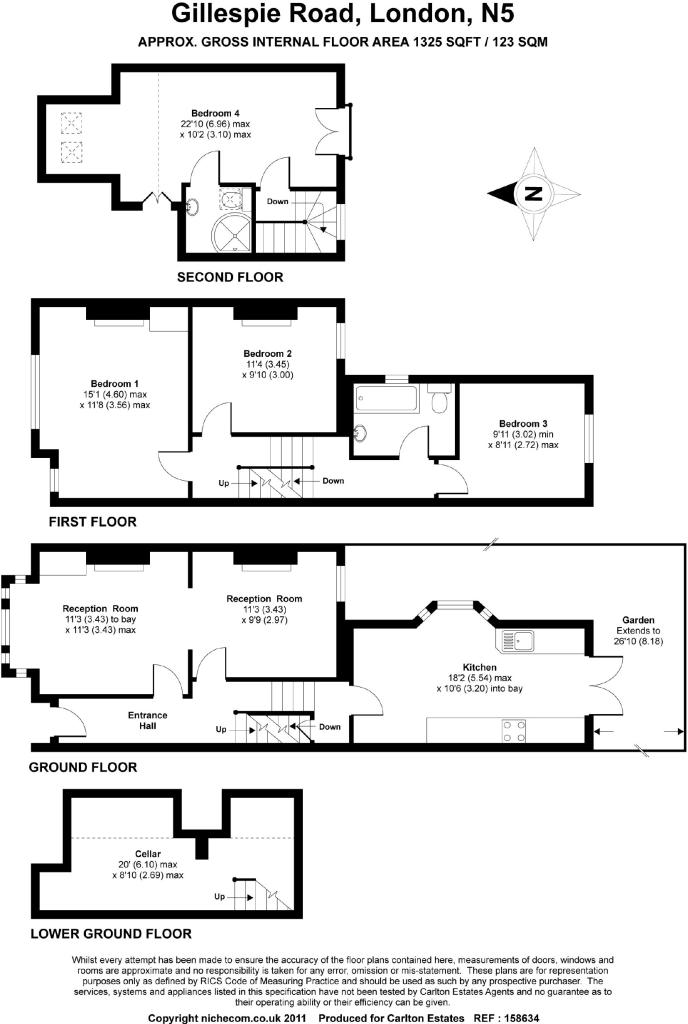 Gillespie Road, London, N5
APPROX. GROSS INTERNAL FLOOR AREA 1325 SQFT / 123 SQM
Bedroom 4
22'10 (6.96) max
x 10'2 (3.10) max
Down
N
SECOND FLOOR
Bedroom 1
15'1 (4.60) max
x 11'8 (3.56) max
Bedroom 2
11'4 (3.45)
x 9'10 (3.00)
Bedroom 3
9'11 (3.02) min
x 8'11 (2.72) max
Up
Down
FIRST FLOOR
Reception Room
11'3 (3.43) to bay
x 11'3 (3.43) max
Reception Room
11'3 (3.43)
x 9'9 (2.97)
Kitchen
18'2 (5.54) max
x 10'6 (3.20) into bay
Garden
Extends to
26'10 (8.18)
Entrance
Hall
Up
Down
GROUND FLOOR
Cellar
20' (6.10) max
x 8'10 (2.69) max
Up
LOWER GROUND FLOOR
Whilst every attempt has been made to ensure the accuracy of the floor plans contained here, measurements of doors, windows and
rooms are approximate and no responsibility is taken for any error, omission or mis-statement. These plans are for representation
purposes only as defined by RICS Code of Measuring Practice and should be used as such by any prospective purchaser. The
services, systems and appliances listed in this specification have not been tested by Carlton Estates Agents and no guarantee as to
their operating ability or their efficiency can be given.
Copyright nichecom.co.uk 2011 Produced for Carlton Estates REF : 158634